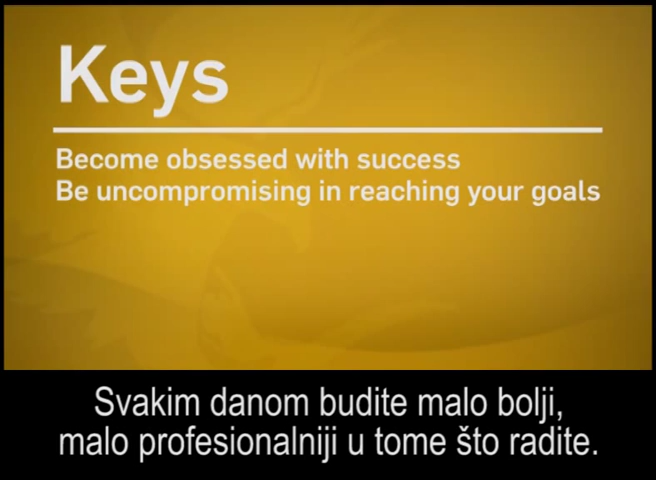 Keys
Become obsessed with success
Be uncompromising in reaching your goals
Svakim danom budite malo bolji,
malo profesionalniji u tome što radite.